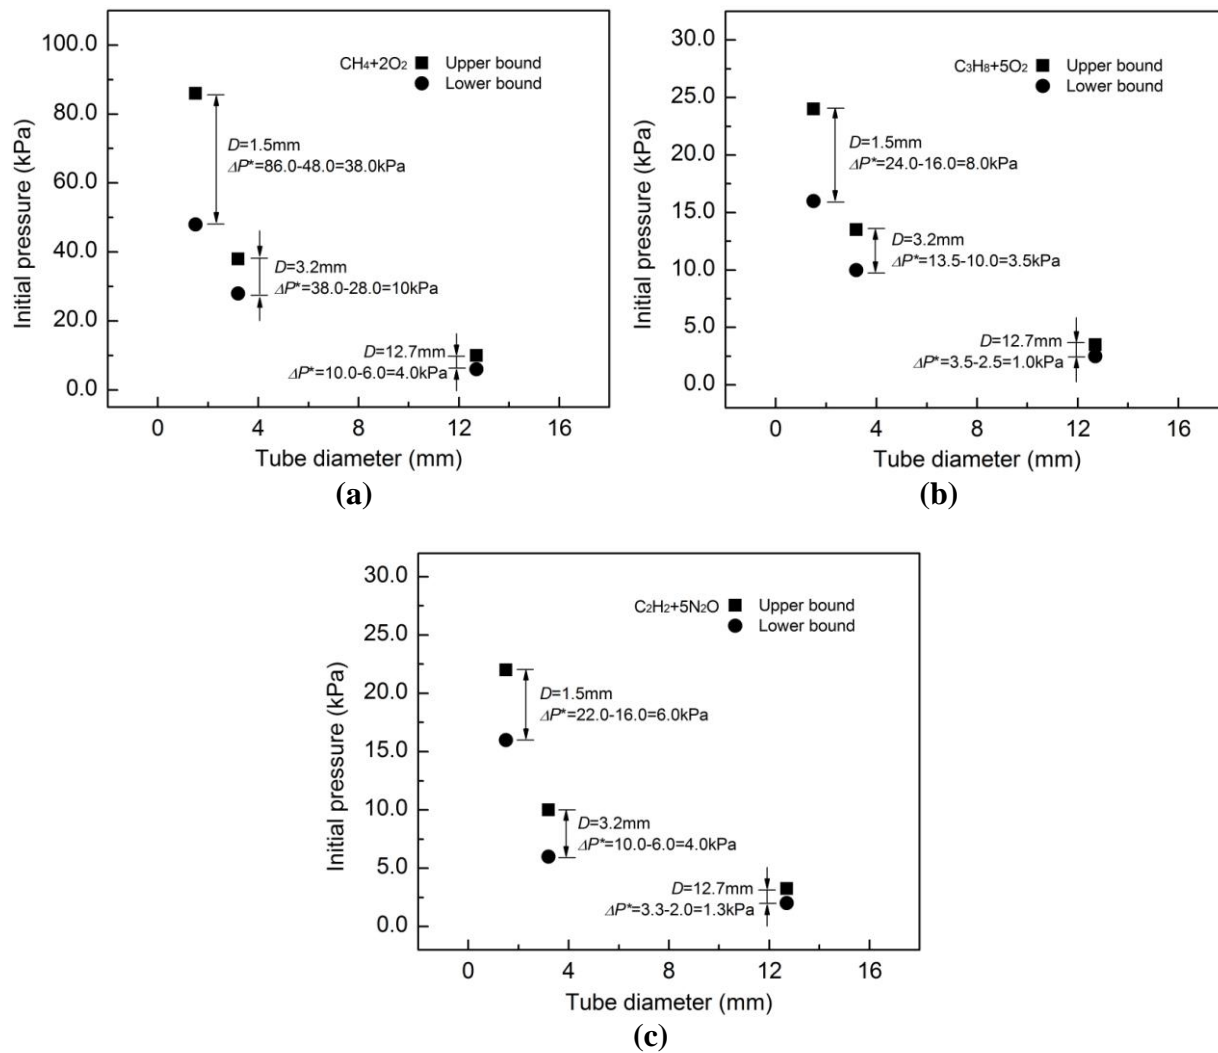 100.0
80.0
60.0
40.0
20.0
0.0
Initial pressure (kPa)
CH4+2O2 Upper bound
Lower bound
D=1.5mm
ΔP*=86.0-48.0=38.0kPa
D=3.2mm
ΔP*=38.0-28.0=10kPa
D=12.7mm
ΔP*=10.0-6.0=4.0kPa
0 4 8 12 16
Tube diameter (mm)
(a)
30.0
25.0
20.0
15.0
10.0
5.0
0.0
Initial pressure (kPa)
C3H8+5O2 Upper bound
Lower bound
D=1.5mm
ΔP*=24.0-16.0=8.0kPa
D=3.2mm
ΔP*=13.5-10.0=3.5kPa
D=12.7mm
ΔP*=3.5-2.5=1.0kPa
0 4 8 12 16
Tube diameter (mm)
(b)
30.0
25.0
20.0
15.0
10.0
5.0
0.0
Initial pressure (kPa)
C2H2+5N2O Upper bound
Lower bound
D=1.5mm
ΔP*=22.0-16.0=6.0kPa
D=3.2mm
ΔP*=10.0-6.0=4.0kPa
D=12.7mm
ΔP*=3.3-2.0=1.3kPa
0 4 8 12 16
Tube diameter (mm)
(c)